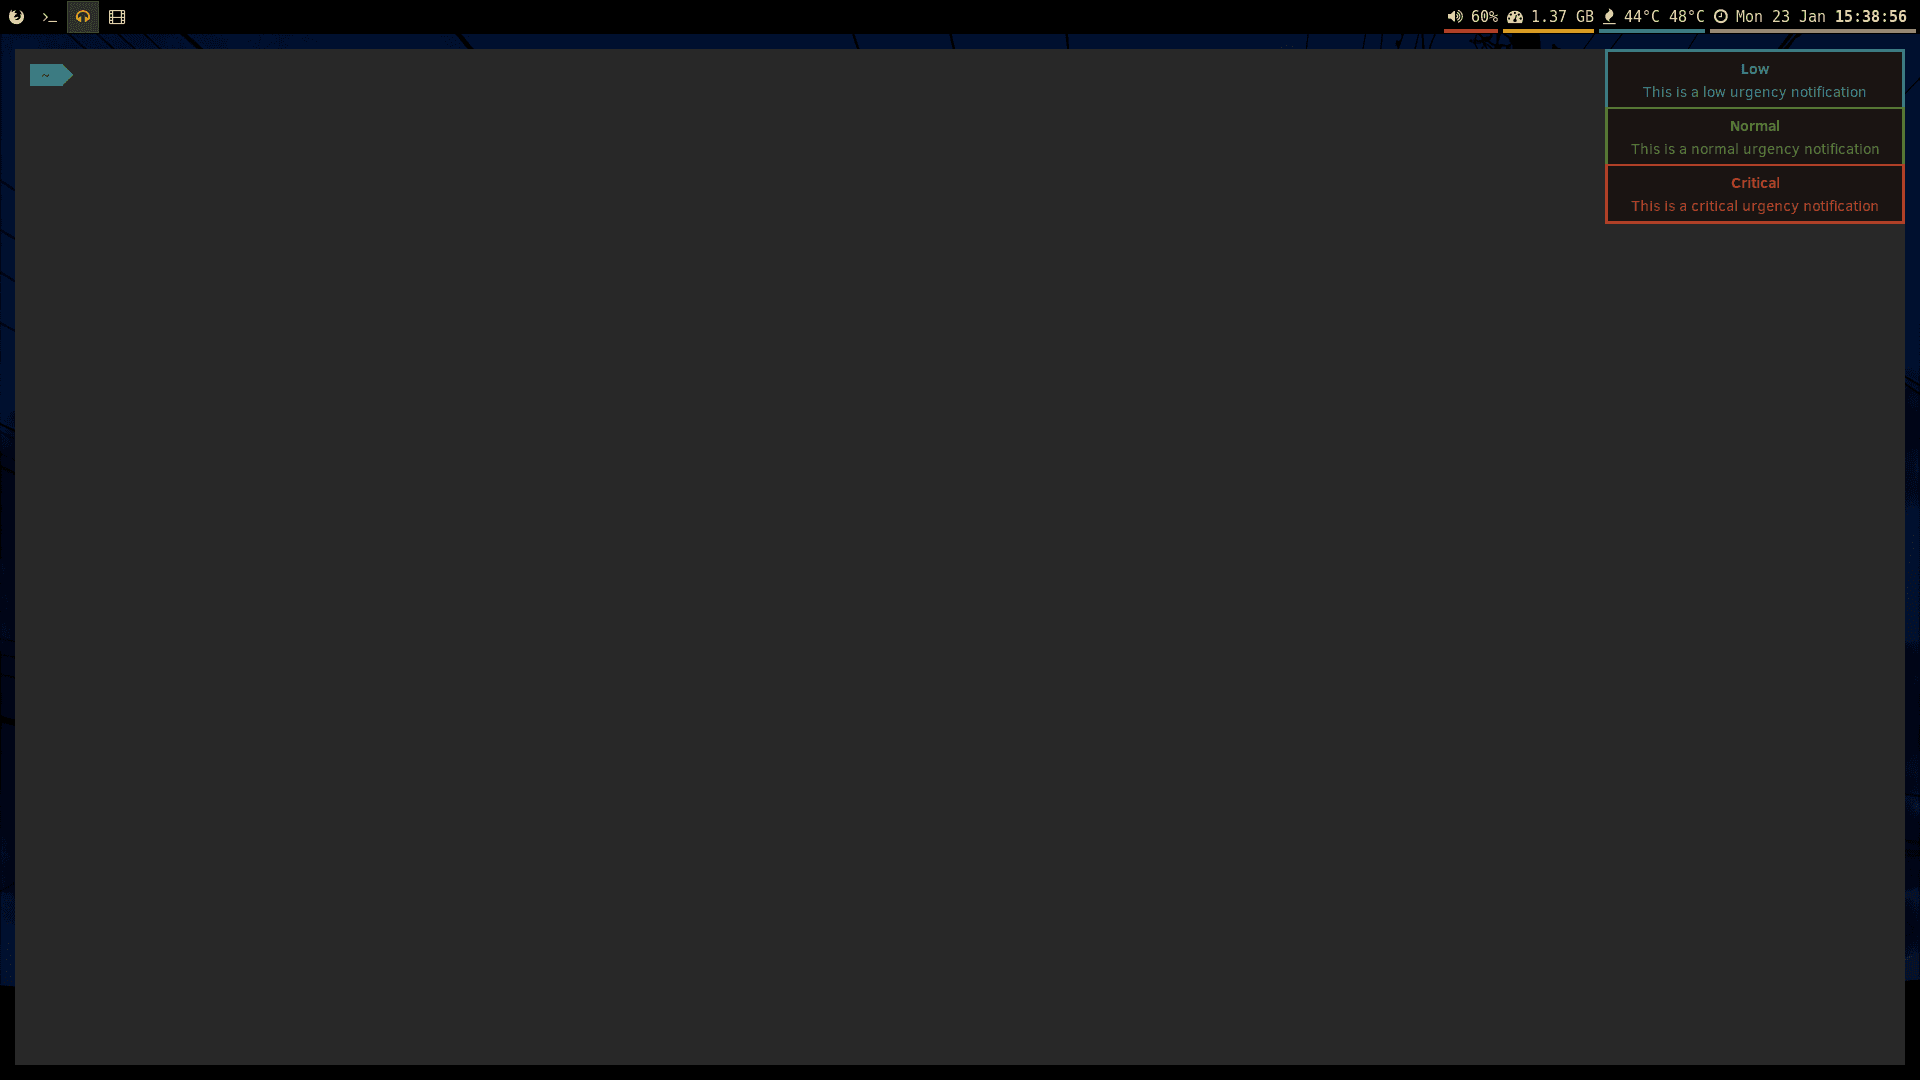 60% 1.37 GB 44°C 48°C Mon 23 Jan 15:38:56
~
Low
This is a low urgency notification
Normal
This is a normal urgency notification
Critical
This is a critical urgency notification